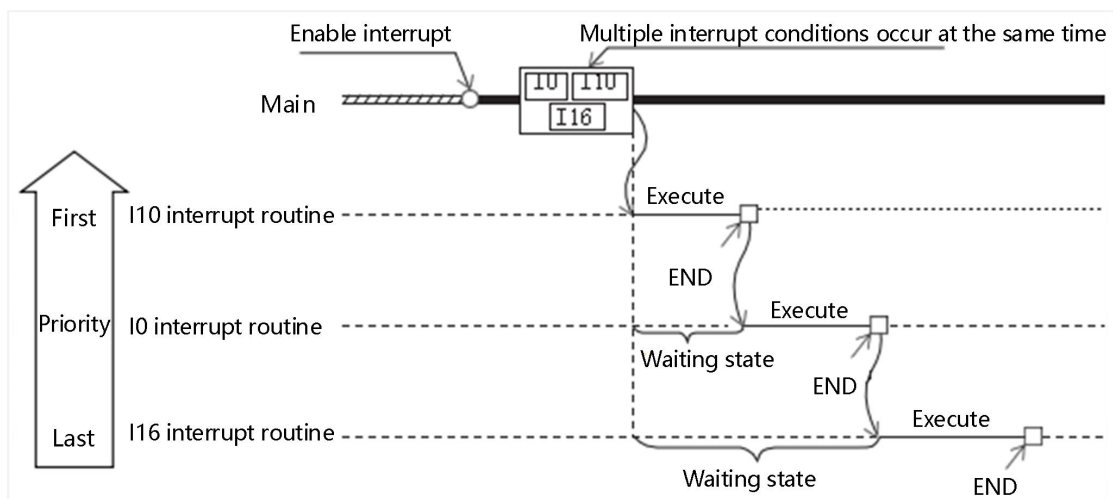 Enable interrupt
Multiple interrupt conditions occur at the same time
Main
I0 I10
I16
First
I10 interrupt routine
Execute
END
Priority
I0 interrupt routine
Execute
Waiting state
END
Last
I16 interrupt routine
Execute
Waiting state
END